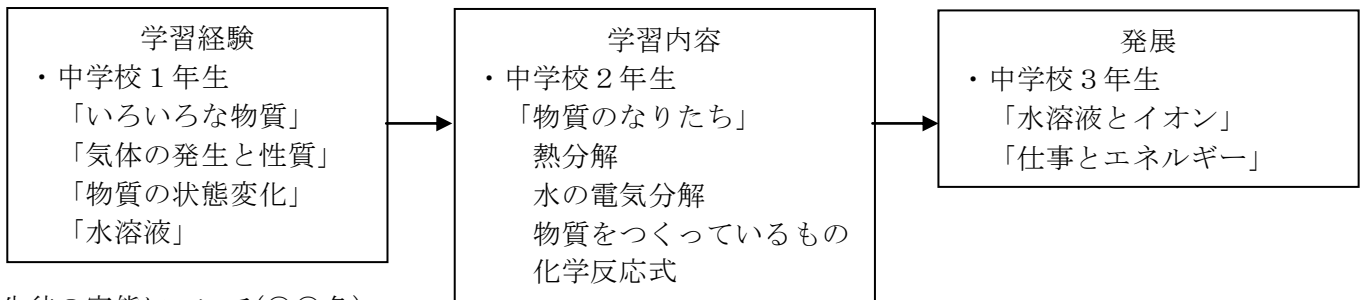 学習経験
・中学校１年生
「いろいろな物質」
「気体の発生と性質」
「物質の状態変化」
「水溶液」
学習内容
・中学校２年生
「物質のなりたち」
熱分解
水の電気分解
物質をつくっているもの
化学反応式
発展
・中学校３年生
「水溶液とイオン」
「仕事とエネルギー」